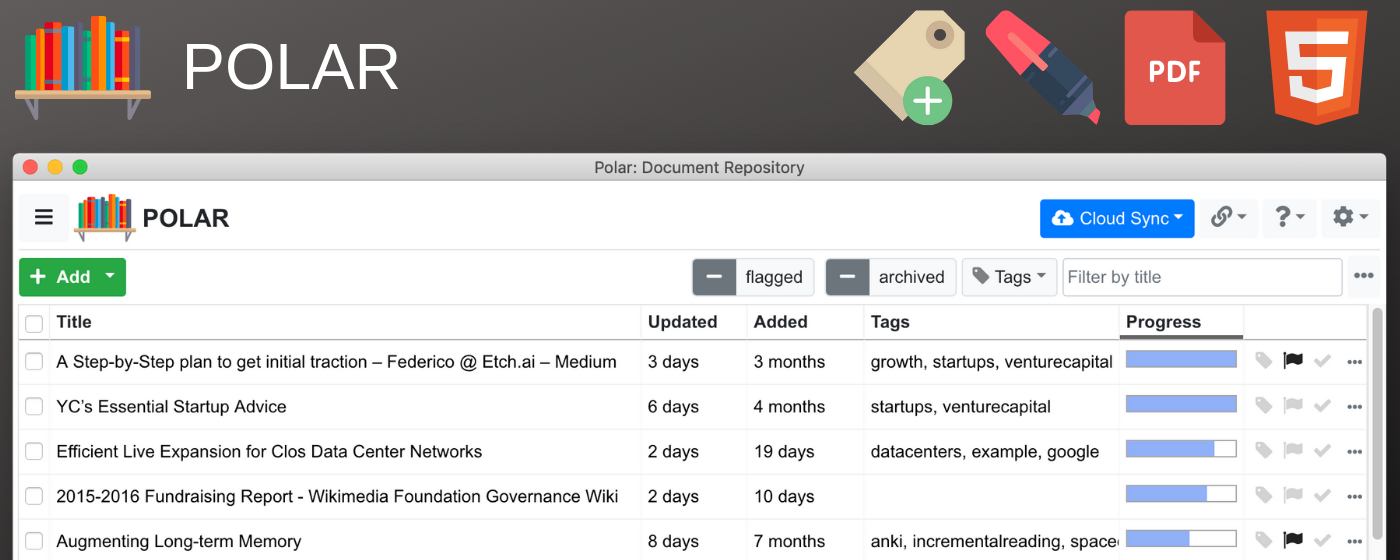 POLAR
PDF
5
Polar: Document Repository
POLAR
Cloud Sync
?
+ Add
flagged
archived
Tags
Filter by title
Title Updated Added Tags Progress
A Step-by-Step plan to get initial traction – Federico @ Etch.ai – Medium 3 days 3 months growth, startups, venturecapital
YC’s Essential Startup Advice 6 days 4 months startups, venturecapital
Efficient Live Expansion for Clos Data Center Networks 2 days 19 days datacenters, example, google
2015-2016 Fundraising Report - Wikimedia Foundation Governance Wiki 2 days 10 days
Augmenting Long-term Memory 8 days 7 months anki, incrementalreading, space